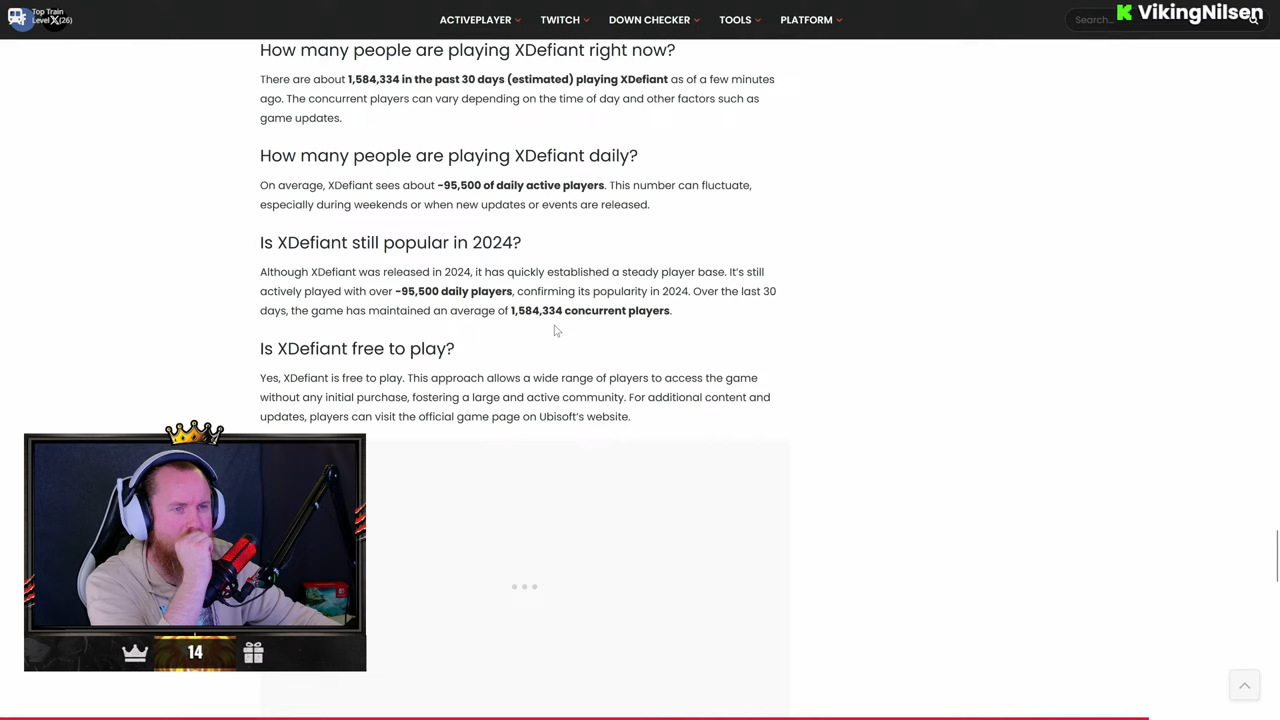 Top Train
Level X (26)
ACTIVEPLAYER
TWITCH
DOWN CHECKER
TOOLS
PLATFORM
Search...
VikingNilsen
How many people are playing XDefiant right now?
There are about 1,584,334 in the past 30 days (estimated) playing XDefiant as of a few minutes
ago. The concurrent players can vary depending on the time of day and other factors such as
game updates.
How many people are playing XDefiant daily?
On average, XDefiant sees about -95,500 of daily active players. This number can fluctuate,
especially during weekends or when new updates or events are released.
Is XDefiant still popular in 2024?
Although XDefiant was released in 2024, it has quickly established a steady player base. It's still
actively played with over -95,500 daily players, confirming its popularity in 2024. Over the last 30
days, the game has maintained an average of 1,584,334 concurrent players.
Is XDefiant free to play?
Yes, XDefiant is free to play. This approach allows a wide range of players to access the game
without any initial purchase, fostering a large and active community. For additional content and
updates, players can visit the official game page on Ubisoft's website.
14